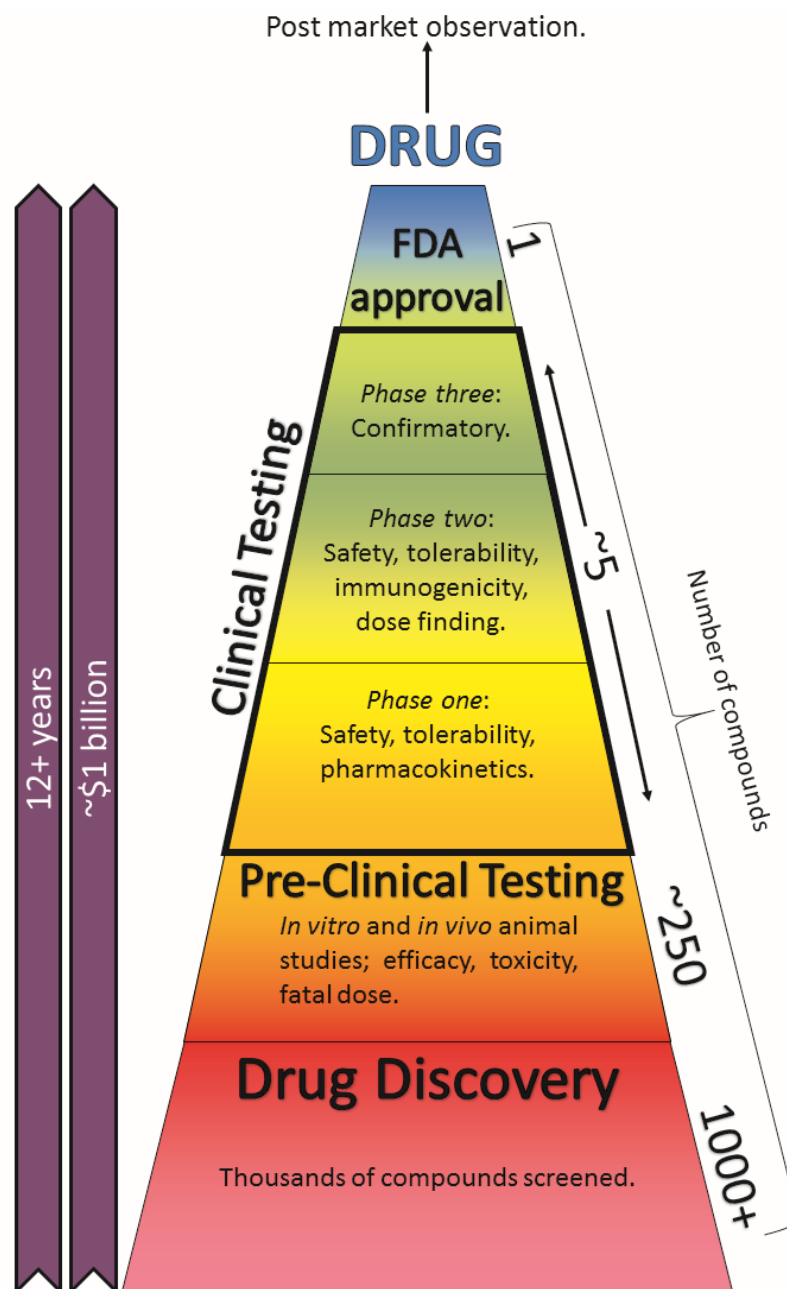 Post market observation.
DRUG
FDA
approval
1
Phase three:
Confirmatory.
Phase two:
Safety, tolerability,
immunogenicity,
dose finding.
Phase one:
Safety, tolerability,
pharmacokinetics.
Clinical Testing
~5
Number of compounds
12+ years
~$1 billion
Pre-Clinical Testing
In vitro and in vivo animal
studies; efficacy, toxicity,
fatal dose.
~250
Drug Discovery
Thousands of compounds screened.
1000+